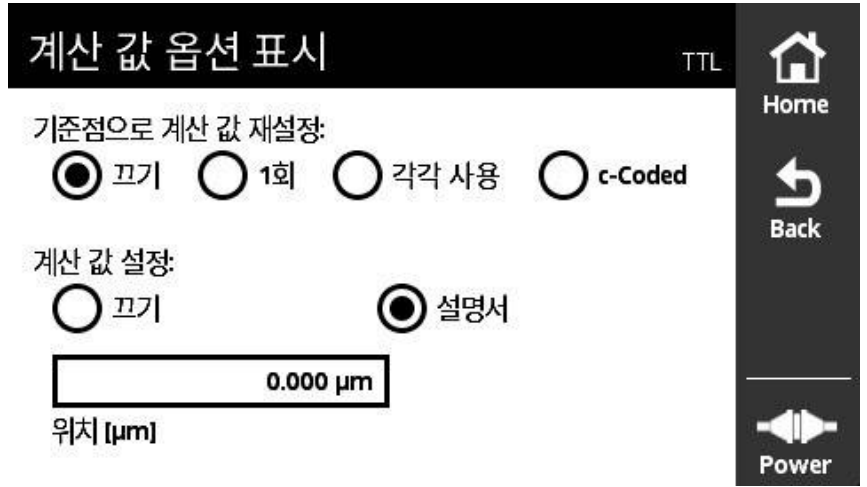 계산 값 옵션 표시 TTL
Home
기준점으로 계산 값 재설정:
끄기 1회 각각 사용 c-Coded
Back
계산 값 설정:
끄기 설명서
0.000 µm
위치 [µm]
Power